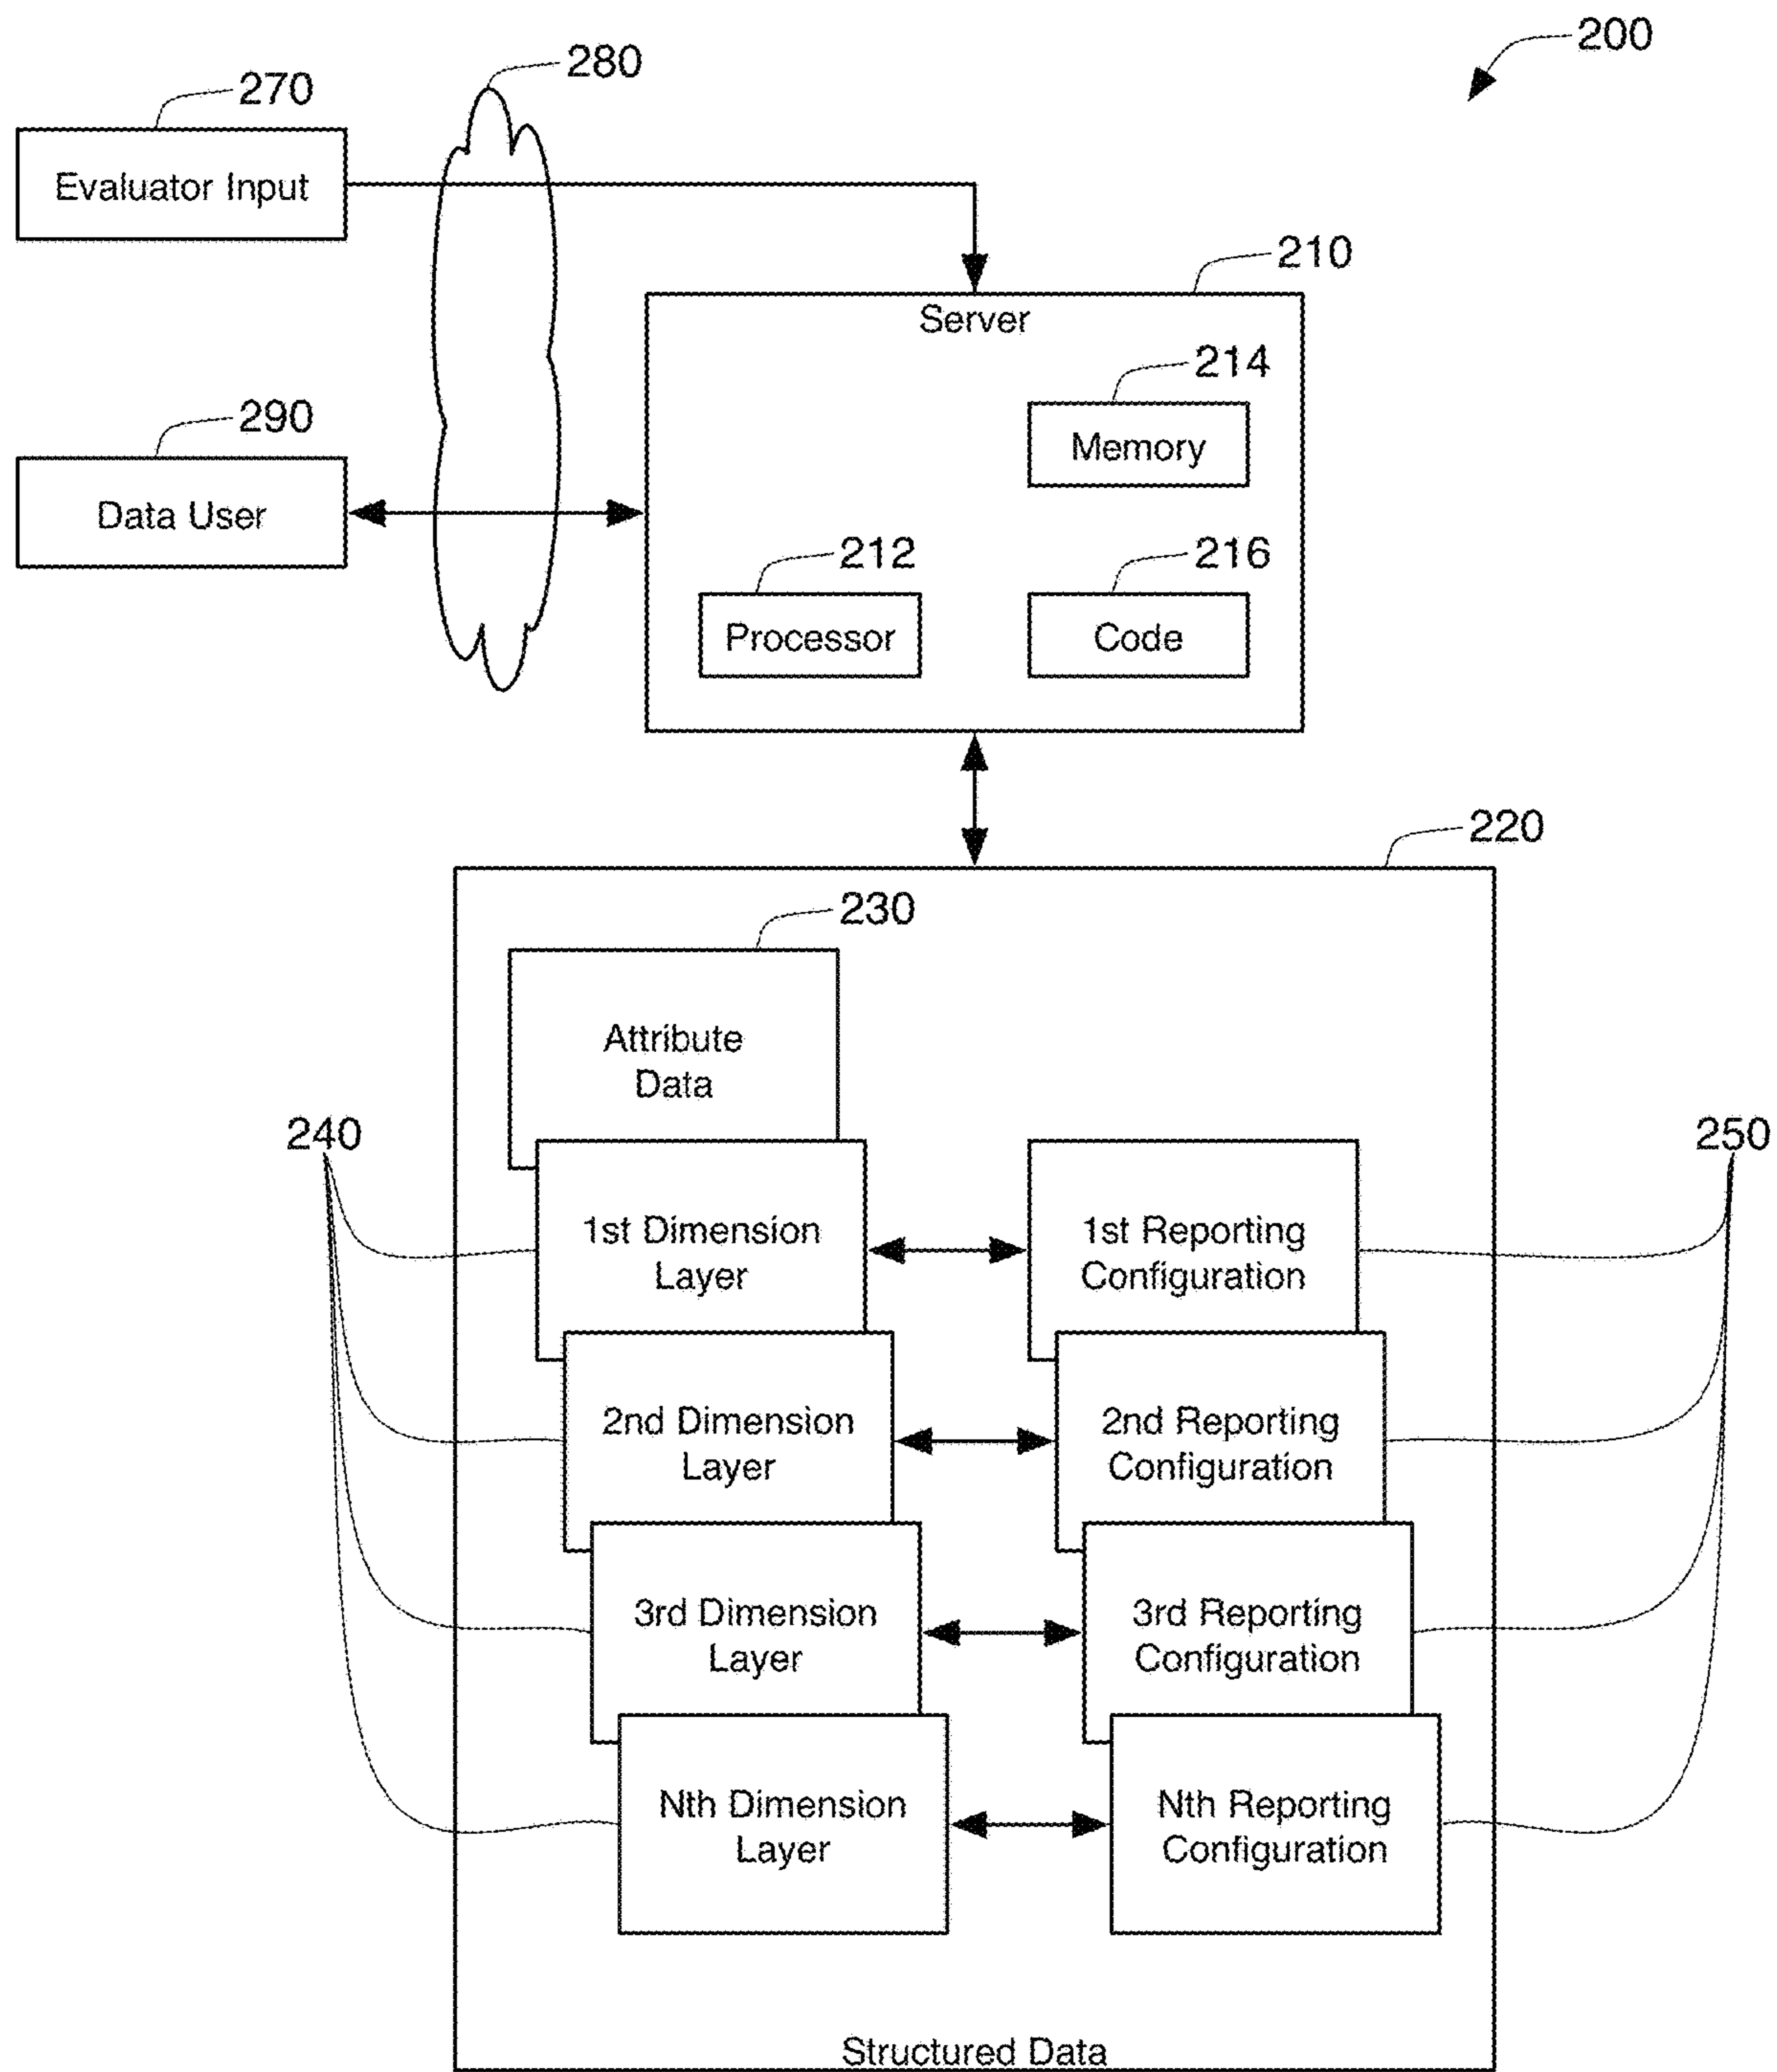 200
280
270
Evaluator Input
210
Server
214
Memory
290
Data User
212
Processor
216
Code
220
230
Attribute
Data
240
250
1st Dimension
Layer
1st Reporting
Configuration
2nd Dimension
Layer
2nd Reporting
Configuration
3rd Dimension
Layer
3rd Reporting
Configuration
Nth Dimension
Layer
Nth Reporting
Configuration
Structured Data